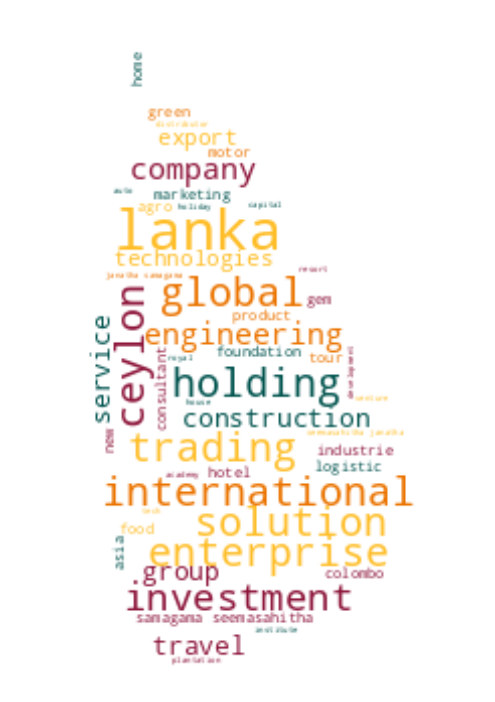 home
green
distributor
export
motor
company
auto
marketing
agro
holiday
capital
lanka
technologies
janatha samagama
resort
global
gem
product
ceylon
engineering
service
consultant
royal
foundation
tour
development
holding
house
venture
construction
new
trading
seemasahitha janatha
industrie
logistic
academy
hotel
international
tech
solution
food
asia
enterprise
group
colombo
investment
samagama seemasahitha
institute
travel
plantation